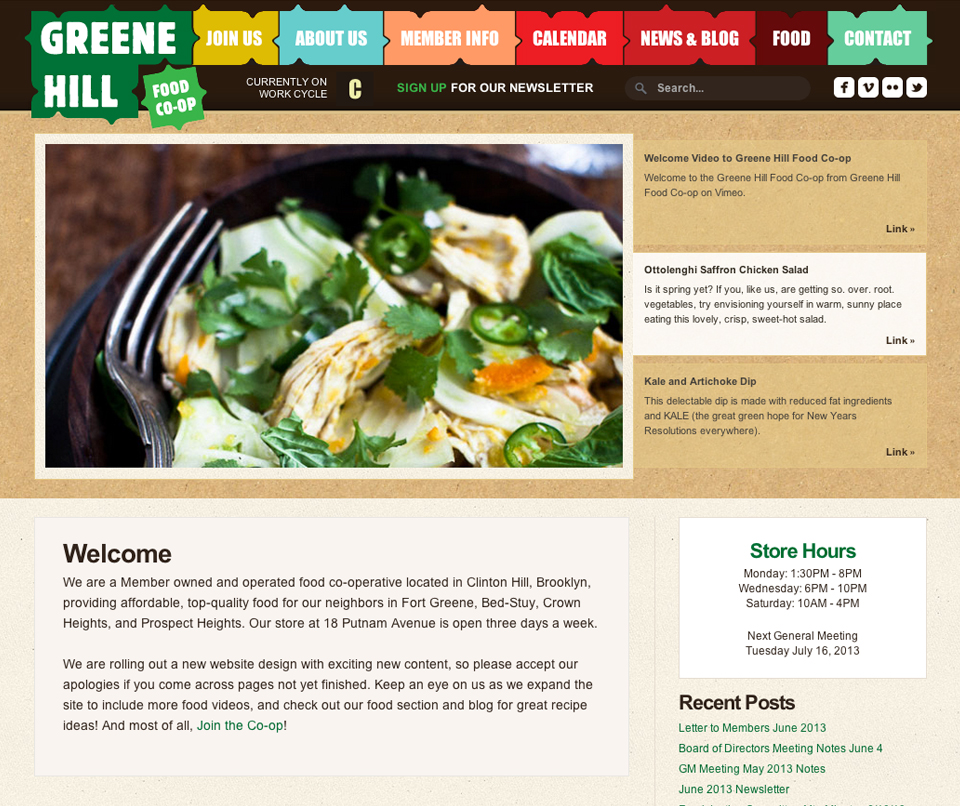 GREENE
HILL
FOOD
CO-OP
JOIN US
ABOUT US
MEMBER INFO
CALENDAR
NEWS & BLOG
FOOD
CONTACT
CURRENTLY ON
WORK CYCLE
C
SIGN UP FOR OUR NEWSLETTER
Search...
Welcome Video to Greene Hill Food Co-op
Welcome to the Greene Hill Food Co-op from Greene Hill
Food Co-op on Vimeo.
Link »
Ottolenghi Saffron Chicken Salad
Is it spring yet? If you, like us, are getting so. over. root.
vegetables, try envisioning yourself in warm, sunny place
eating this lovely, crisp, sweet-hot salad.
Link »
Kale and Artichoke Dip
This delectable dip is made with reduced fat ingredients
and KALE (the great green hope for New Years
Resolutions everywhere).
Link »
Welcome
We are a Member owned and operated food co-operative located in Clinton Hill, Brooklyn,
providing affordable, top-quality food for our neighbors in Fort Greene, Bed-Stuy, Crown
Heights, and Prospect Heights. Our store at 18 Putnam Avenue is open three days a week.
We are rolling out a new website design with exciting new content, so please accept our
apologies if you come across pages not yet finished. Keep an eye on us as we expand the
site to include more food videos, and check out our food section and blog for great recipe
ideas! And most of all, Join the Co-op!
Store Hours
Monday: 1:30PM - 8PM
Wednesday: 6PM - 10PM
Saturday: 10AM - 4PM
Next General Meeting
Tuesday July 16, 2013
Recent Posts
Letter to Members June 2013
Board of Directors Meeting Notes June 4
GM Meeting May 2013 Notes
June 2013 Newsletter